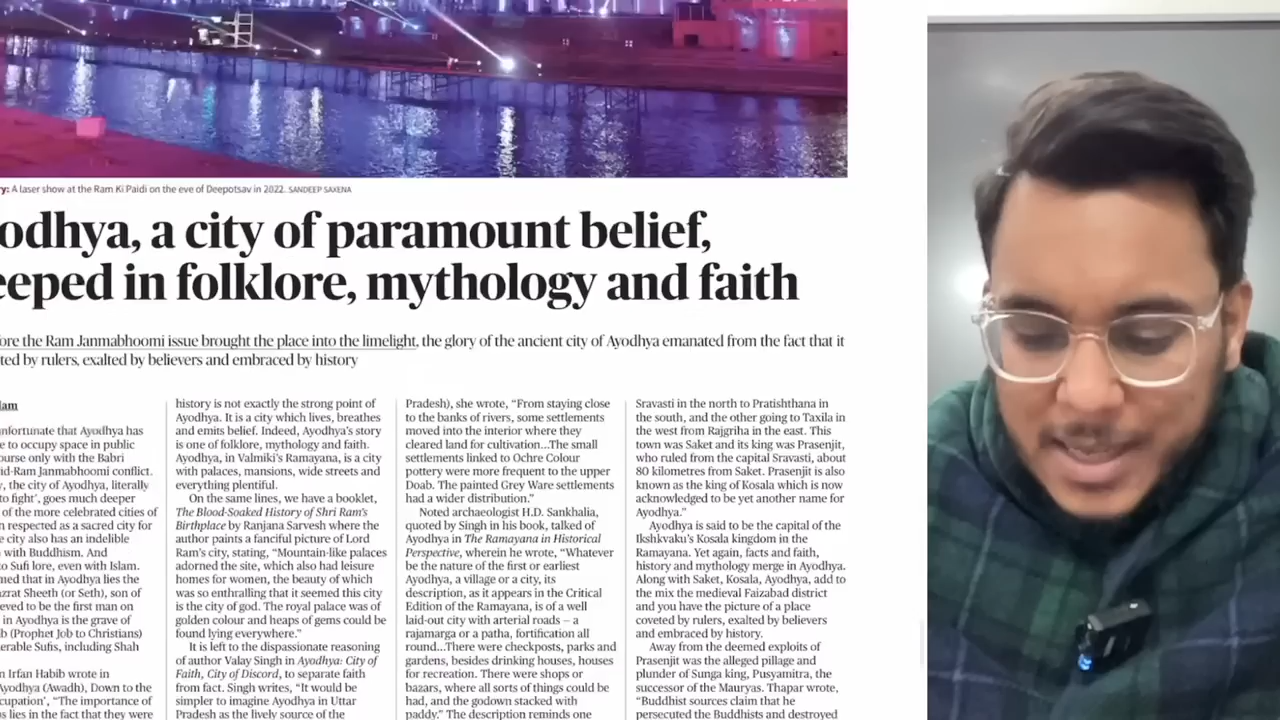 ry: A laser show at the Ram Ki Paidi on the eve of Deepotsav in 2022. SANDEEP SAXENA
odhya, a city of paramount belief,
eeped in folklore, mythology and faith
ore the Ram Janmabhoomi issue brought the place into the limelight, the glory of the ancient city of Ayodhya emanated from the fact that it
ted by rulers, exalted by believers and embraced by history
lam
nfortunate that Ayodhya has
e to occupy space in public
ourse only with the Babri
id-Ram Janmabhoomi conflict.
y, the city of Ayodhya, literally
to fight', goes much deeper
of the more celebrated cities of
n respected as a sacred city for
e city also has an indelible
with Buddhism. And
to Sufi lore, even with Islam.
med that in Ayodhya lies the
azrat Sheeth (or Seth), son of
eved to be the first man on
in Ayodhya is the grave of
b (Prophet Job to Christians)
erable Sufis, including Shah
n Irfan Habib wrote in
Ayodhya (Awadh), Down to the
cupation', “The importance of
s lies in the fact that they were
history is not exactly the strong point of
Ayodhya. It is a city which lives, breathes
and emits belief. Indeed, Ayodhya's story
is one of folklore, mythology and faith.
Ayodhya, in Valmiki's Ramayana, is a city
with palaces, mansions, wide streets and
everything plentiful.
On the same lines, we have a booklet,
The Blood-Soaked History of Shri Ram's
Birthplace by Ranjana Sarvesh where the
author paints a fanciful picture of Lord
Ram's city, stating, “Mountain-like palaces
adorned the site, which also had leisure
homes for women, the beauty of which
was so enthralling that it seemed this city
is the city of god. The royal palace was of
golden colour and heaps of gems could be
found lying everywhere.”
It is left to the dispassionate reasoning
of author Valay Singh in Ayodhya: City of
Faith, City of Discord, to separate faith
from fact. Singh writes, “It would be
simpler to imagine Ayodhya in Uttar
Pradesh as the lively source of the
Pradesh), she wrote, “From staying close
to the banks of rivers, some settlements
moved into the interior where they
cleared land for cultivation...The small
settlements linked to Ochre Colour
pottery were more frequent to the upper
Doab. The painted Grey Ware settlements
had a wider distribution.”
Noted archaeologist H.D. Sankhalia,
quoted by Singh in his book, talked of
Ayodhya in The Ramayana in Historical
Perspective, wherein he wrote, “Whatever
be the nature of the first or earliest
Ayodhya, a village or a city, its
description, as it appears in the Critical
Edition of the Ramayana, is of a well
laid-out city with arterial roads — a
rajamarga or a patha, fortification all
round...There were checkposts, parks and
gardens, besides drinking houses, houses
for recreation. There were shops or
bazars, where all sorts of things could be
had, and the godown stacked with
paddy.” The description reminds one
Sravasti in the north to Pratishthana in
the south, and the other going to Taxila in
the west from Rajgriha in the east. This
town was Saket and its king was Prasenjit,
who ruled from the capital Sravasti, about
80 kilometres from Saket. Prasenjit is also
known as the king of Kosala which is now
acknowledged to be yet another name for
Ayodhya.”
Ayodhya is said to be the capital of the
Ikshkvaku's Kosala kingdom in the
Ramayana. Yet again, facts and faith,
history and mythology merge in Ayodhya.
Along with Saket, Kosala, Ayodhya, add to
the mix the medieval Faizabad district
and you have the picture of a place
coveted by rulers, exalted by believers
and embraced by history.
Away from the deemed exploits of
Prasenjit was the alleged pillage and
plunder of Sunga king, Pusyamitra, the
successor of the Mauryas. Thapar wrote,
“Buddhist sources claim that he
persecuted the Buddhists and destroyed